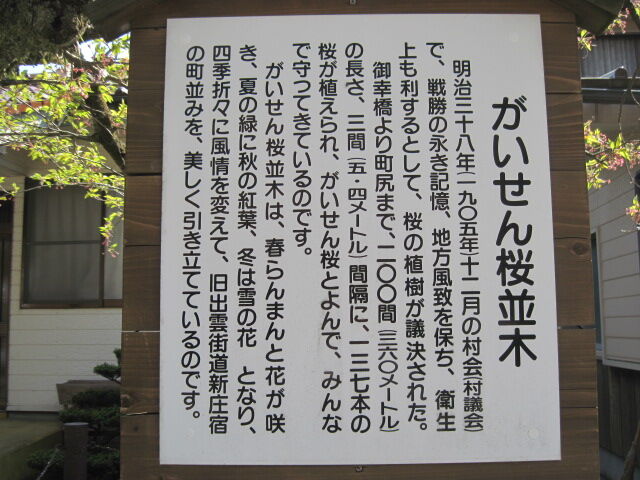 がいせん桜並木
明治三十八年(一九〇五年十二月の村会(村議会)
で、戦勝の永き記憶、地方風致を保ち、衛生
上も利するとして、桜の植樹が議決された。
御幸橋より町尻まで、二〇〇間(三六〇メートル)
の長さ、三間(五・四メートル)間隔に、一三七本の
桜が植えられ、がいせん桜とよんで、みんな
で守つてきているのです。
がいせん桜並木は、春らんまんと花が咲
き、夏の緑に秋の紅葉、冬は雪の花 となり、
四季折々に風情を変えて、旧出雲街道新庄宿
の町並みを、美しく引き立てているのです。